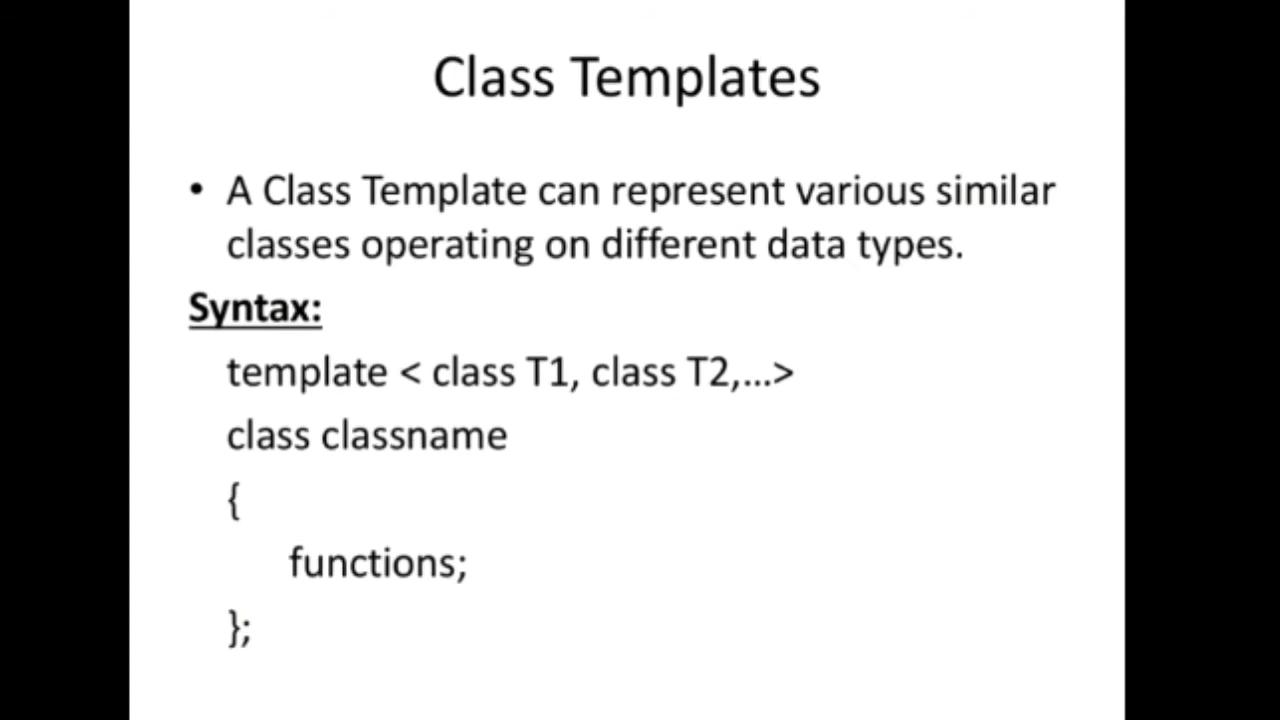 Class Templates
• A Class Template can represent various similar
classes operating on different data types.
Syntax:
template < class T1, class T2,...>
class classname
{
functions;
};